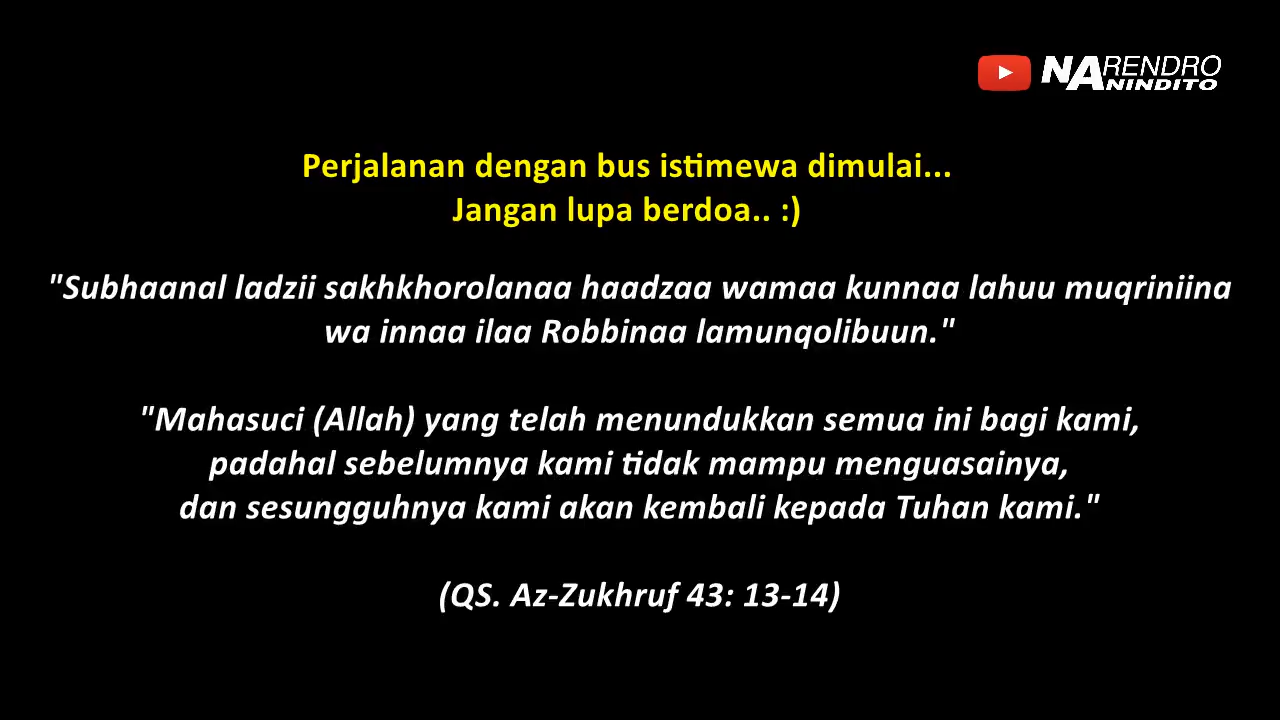 NARENDRO
ANINDITO
Perjalanan dengan bus istimewa dimulai...
Jangan lupa berdoa.. :)
"Subhaanal ladzii sakhkhorolanaa haadzaa wamaa kunnaa lahuu muqriniina
wa innaa ilaa Robbinaa lamunqolibuun."
"Mahasuci (Allah) yang telah menundukkan semua ini bagi kami,
padahal sebelumnya kami tidak mampu menguasainya,
dan sesungguhnya kami akan kembali kepada Tuhan kami."
(QS. Az-Zukhruf 43: 13-14)